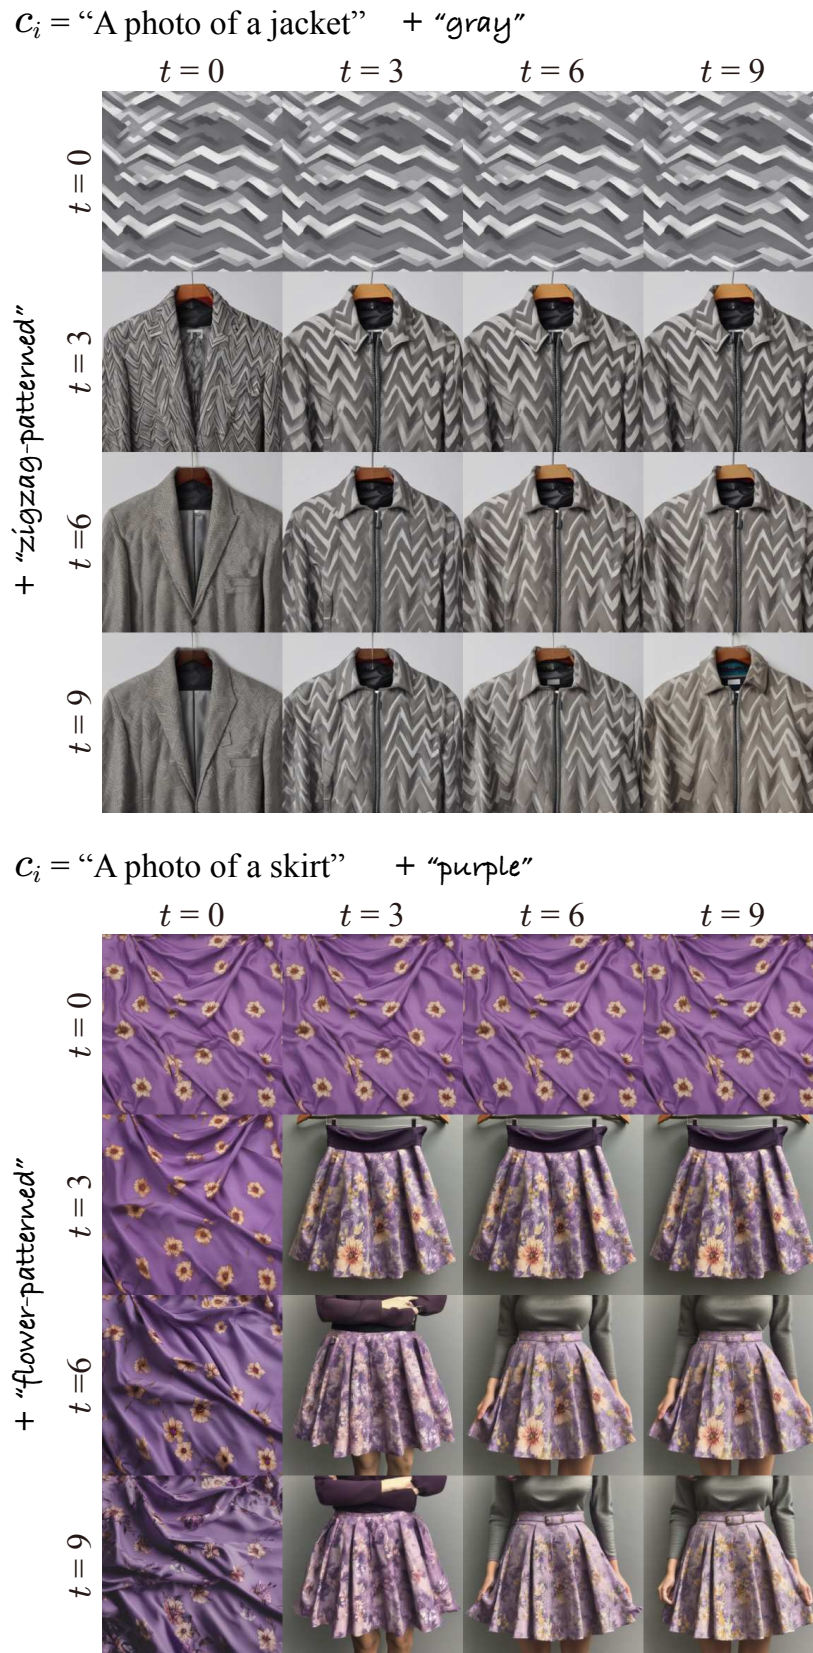 c_i = “A photo of a jacket” + “gray”
t = 0 t = 3 t = 6 t = 9
+ “zigzag-patterned”
t = 0
t = 3
t = 6
t = 9
c_i = “A photo of a skirt” + “purple”
t = 0 t = 3 t = 6 t = 9
+ “flower-patterned”
t = 0
t = 3
t = 6
t = 9